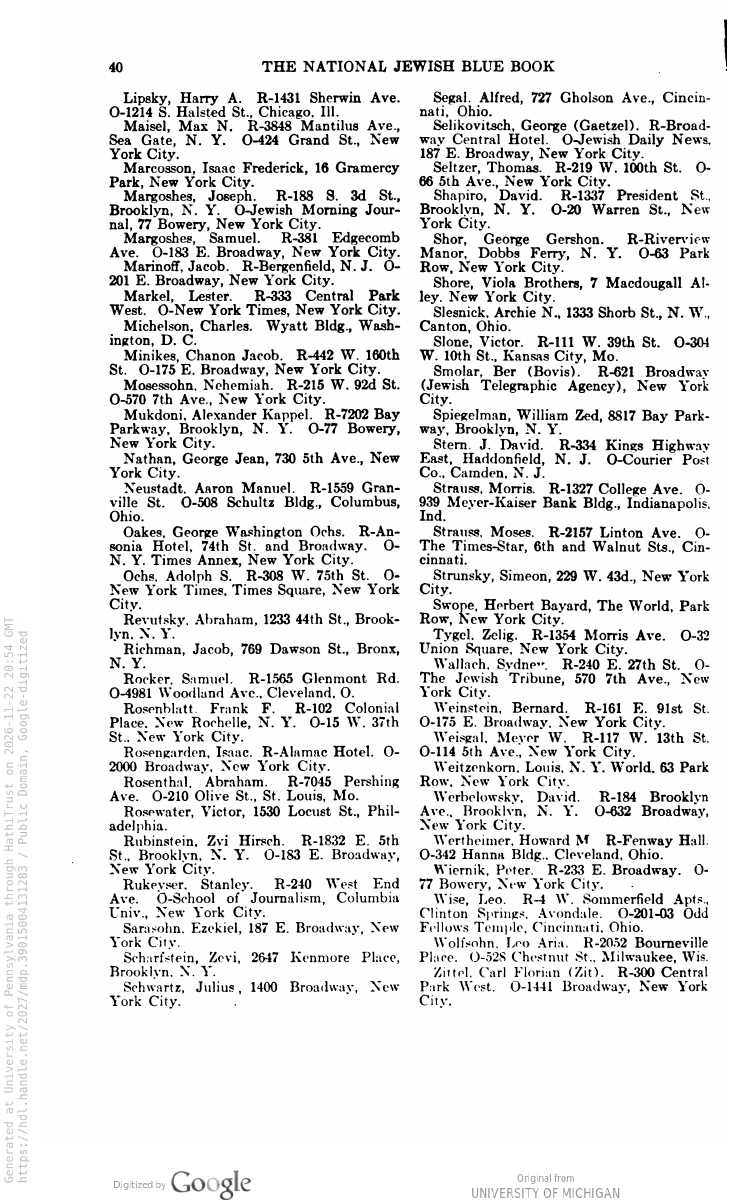 40
THE NATIONAL JEWISH BLUE BOOK
Lipsky, Harry A. R-1431 Sherwin Ave.
O-1214 S. Halsted St., Chicago, Ill.
Maisel, Max N. R-3848 Mantilus Ave.,
Sea Gate, N. Y. O-424 Grand St., New
York City.
Marcosson, Isaac Frederick, 16 Gramercy
Park, New York City.
Margoshes, Joseph. R-188 S. 3d St.,
Brooklyn, N. Y. O-Jewish Morning Jour-
nal, 77 Bowery, New York City.
Margoshes, Samuel. R-381 Edgecomb
Ave. O-183 E. Broadway, New York City.
Marinoff, Jacob. R-Bergenfield, N. J. O-
201 E. Broadway, New York City.
Markel, Lester. R-333 Central Park
West. O-New York Times, New York City.
Michelson, Charles. Wyatt Bldg., Wash-
ington, D. C.
Minikes, Chanon Jacob. R-442 W. 160th
St. O-175 E. Broadway, New York City.
Mosessohn, Nehemiah. R-215 W. 92d St.
O-570 7th Ave., New York City.
Mukdoni, Alexander Kappel. R-7202 Bay
Parkway, Brooklyn, N. Y. O-77 Bowery,
New York City.
Nathan, George Jean, 730 5th Ave., New
York City.
Neustadt, Aaron Manuel. R-1559 Gran-
ville St. O-508 Schultz Bldg., Columbus,
Ohio.
Oakes, George Washington Ochs. R-An-
sonia Hotel, 74th St. and Broadway. O-
N. Y. Times Annex, New York City.
Ochs, Adolph S. R-308 W. 75th St. O-
New York Times, Times Square, New York
City.
Revutsky, Abraham, 1233 44th St., Brook-
lyn, N. Y.
Richman, Jacob, 769 Dawson St., Bronx,
N. Y.
Rocker, Samuel. R-1565 Glenmont Rd.
O-4981 Woodland Ave., Cleveland, O.
Rosenblatt, Frank F. R-102 Colonial
Place, New Rochelle, N. Y. O-15 W. 37th
St., New York City.
Rosengarden, Isaac. R-Alamac Hotel. O-
2000 Broadway, New York City.
Rosenthal, Abraham. R-7045 Pershing
Ave. O-210 Olive St., St. Louis, Mo.
Rosewater, Victor, 1530 Locust St., Phil-
adelphia.
Rubinstein, Zvi Hirsch. R-1832 E. 5th
St., Brooklyn, N. Y. O-183 E. Broadway,
New York City.
Rukeyser, Stanley. R-240 West End
Ave. O-School of Journalism, Columbia
Univ., New York City.
Sarasohn, Ezekiel, 187 E. Broadway, New
York City.
Scharfstein, Zevi, 2647 Kenmore Place,
Brooklyn, N. Y.
Schwartz, Julius, 1400 Broadway, New
York City.
Segal, Alfred, 727 Gholson Ave., Cincin-
nati, Ohio.
Selikovitsch, George (Gaetzel). R-Broad-
way Central Hotel. O-Jewish Daily News,
187 E. Broadway, New York City.
Seltzer, Thomas. R-219 W. 100th St. O-
66 5th Ave., New York City.
Shapiro, David. R-1337 President St.,
Brooklyn, N. Y. O-20 Warren St., New
York City.
Shor, George Gershon. R-Riverview
Manor, Dobbs Ferry, N. Y. O-63 Park
Row, New York City.
Shore, Viola Brothers, 7 Macdougall Al-
ley, New York City.
Slesnick, Archie N., 1333 Shorb St., N. W.,
Canton, Ohio.
Slone, Victor. R-111 W. 39th St. O-304
W. 10th St., Kansas City, Mo.
Smolar, Ber (Bovis). R-621 Broadway
(Jewish Telegraphic Agency), New York
City.
Spiegelman, William Zed, 8817 Bay Park-
way, Brooklyn, N. Y.
Stern, J. David. R-334 Kings Highway
East, Haddonfield, N. J. O-Courier Post
Co., Camden, N. J.
Strauss, Morris. R-1327 College Ave. O-
939 Meyer-Kaiser Bank Bldg., Indianapolis,
Ind.
Strauss, Moses. R-2157 Linton Ave. O-
The Times-Star, 6th and Walnut Sts., Cin-
cinnati.
Strunsky, Simeon, 229 W. 43d., New York
City.
Swope, Herbert Bayard, The World, Park
Row, New York City.
Tygel, Zelig. R-1354 Morris Ave. O-32
Union Square, New York City.
Wallach, Sydney. R-240 E. 27th St. O-
The Jewish Tribune, 570 7th Ave., New
York City.
Weinstein, Bernard. R-161 E. 91st St.
O-175 E. Broadway, New York City.
Weisgal, Meyer W. R-117 W. 13th St.
O-114 5th Ave., New York City.
Weitzenkorn, Louis, N. Y. World, 63 Park
Row, New York City.
Werbelowsky, David. R-184 Brooklyn
Ave., Brooklyn, N. Y. O-632 Broadway,
New York City.
Wertheimer, Howard M R-Fenway Hall.
O-342 Hanna Bldg., Cleveland, Ohio.
Wiernik, Peter. R-233 E. Broadway. O-
77 Bowery, New York City.
Wise, Leo. R-4 W. Sommerfield Apts.,
Clinton Springs, Avondale. O-201-03 Odd
Fellows Temple, Cincinnati, Ohio.
Wolfsohn, Leo Aria. R-2052 Bourneville
Place. O-528 Chestnut St., Milwaukee, Wis.
Zittel, Carl Florian (Zit). R-300 Central
Park West. O-1441 Broadway, New York
City.
Generated at University of Pennsylvania through HathiTrust on 2026-11-22 20:54 GMT
https://hdl.handle.net/2027/mdp.39015004131283 / Public Domain, Google-digitized
Digitized by Google
Original from
UNIVERSITY OF MICHIGAN